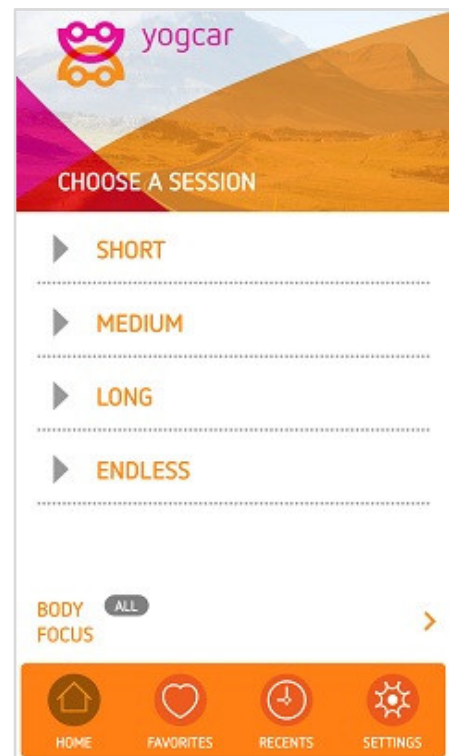 yogcar
CHOOSE A SESSION
SHORT
MEDIUM
LONG
ENDLESS
BODY ALL
FOCUS
HOME FAVORITES RECENTS SETTINGS